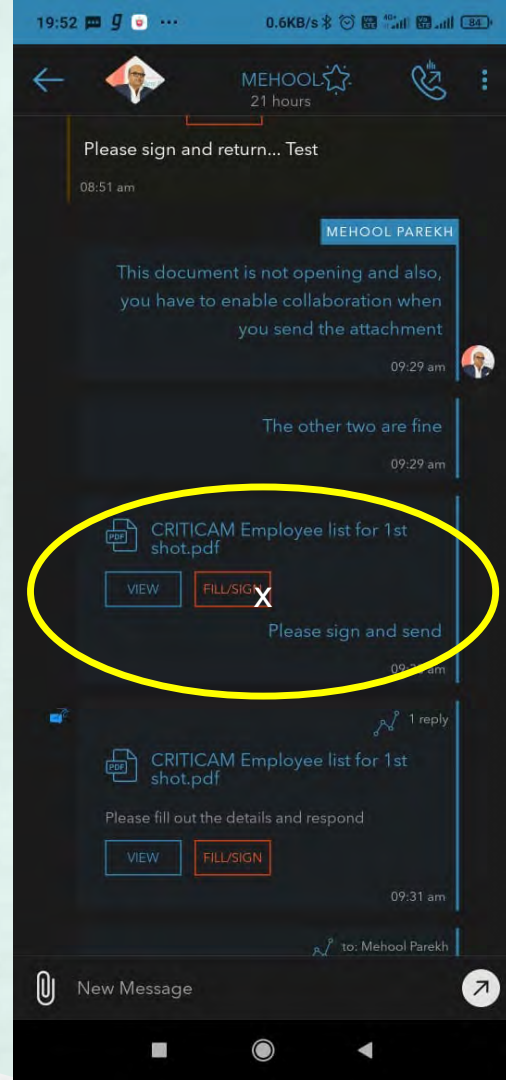 19:52 0.6KB/s 84
MEHOOL
21 hours
Please sign and return... Test
08:51 am
MEHOOL PAREKH
This document is not opening and also,
you have to enable collaboration when
you send the attachment
09:29 am
The other two are fine
09:29 am
PDF CRITICAM Employee list for 1st
shot.pdf
VIEW FILL/SIGN
X
Please sign and send
1 reply
PDF CRITICAM Employee list for 1st
shot.pdf
Please fill out the details and respond
VIEW FILL/SIGN
09:31 am
to: Mehool Parekh
New Message